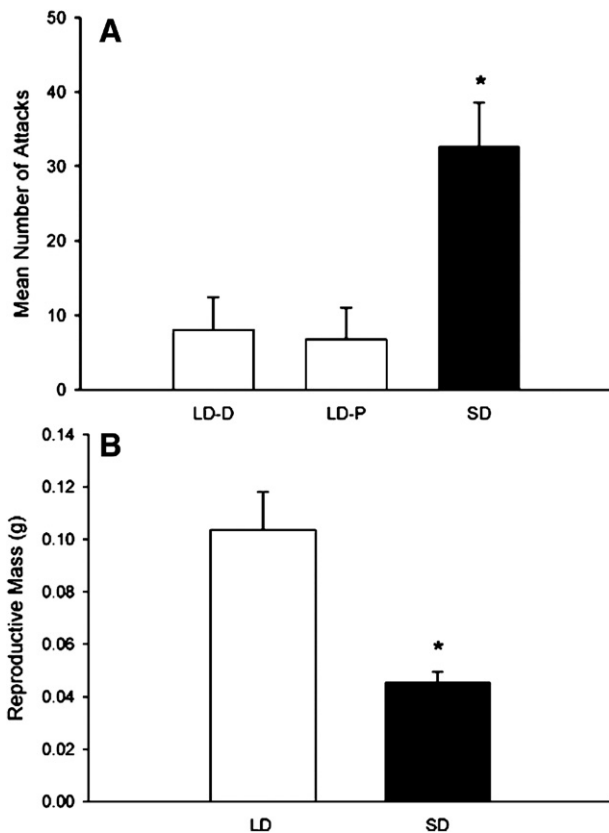 A
Mean Number of Attacks
50
40
30
20
10
0
*
LD-D LD-P SD
B
Reproductive Mass (g)
0.14
0.12
0.10
0.08
0.06
0.04
0.02
0.00
*
LD SD